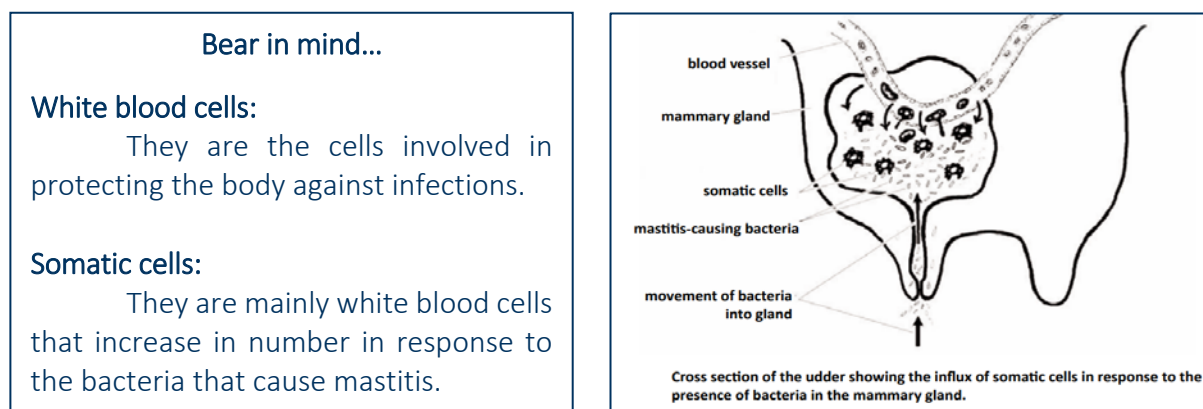 Bear in mind...
White blood cells:
They are the cells involved in
protecting the body against infections.
Somatic cells:
They are mainly white blood cells
that increase in number in response to
the bacteria that cause mastitis.
blood vessel
mammary gland
somatic cells
mastitis-causing bacteria
movement of bacteria
into gland
Cross section of the udder showing the influx of somatic cells in response to the
presence of bacteria in the mammary gland.